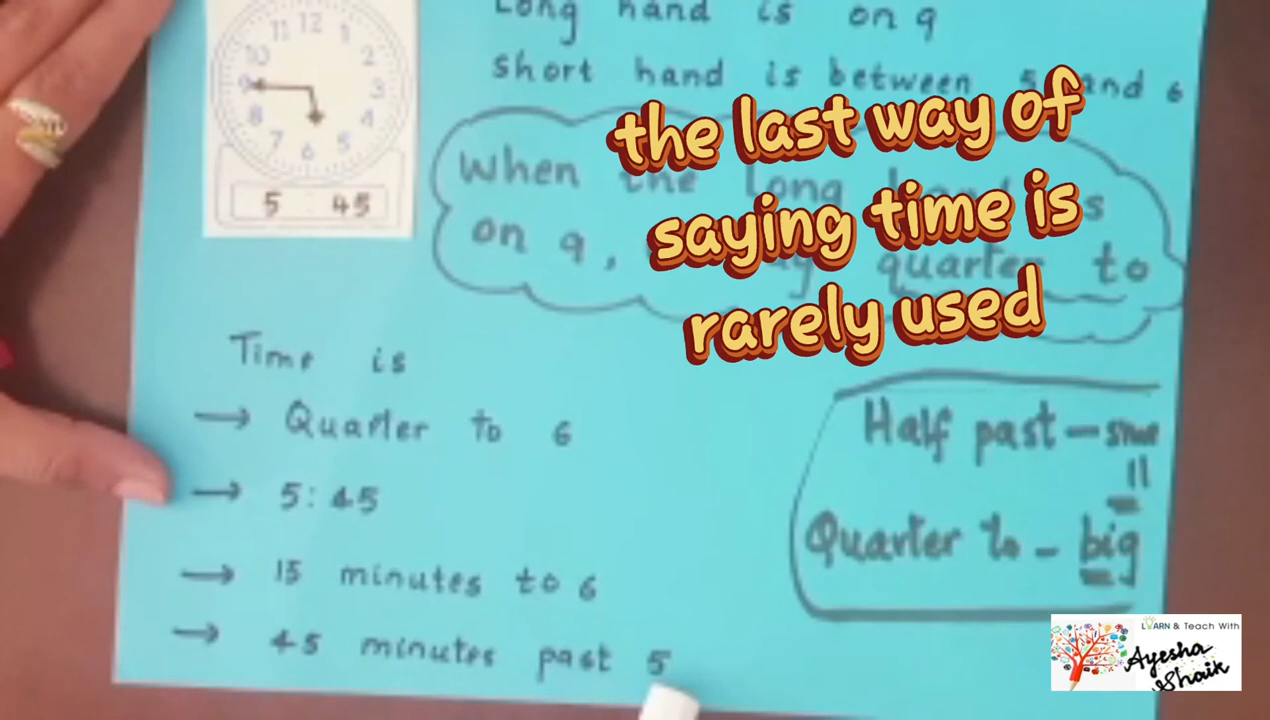 Long hand is on 9
Short hand is between 5 and 6
12
11 1
10 2
9 3
8 4
7 5
6
5 : 45
the last way of
saying time is
rarely used
When the long
on 9, quarter to
Time is
→ Quarter to 6
→ 5:45
→ 15 minutes to 6
→ 45 minutes past 5
Half past –
Quarter to – big
LEARN & Teach With
Ayesha
Shaik